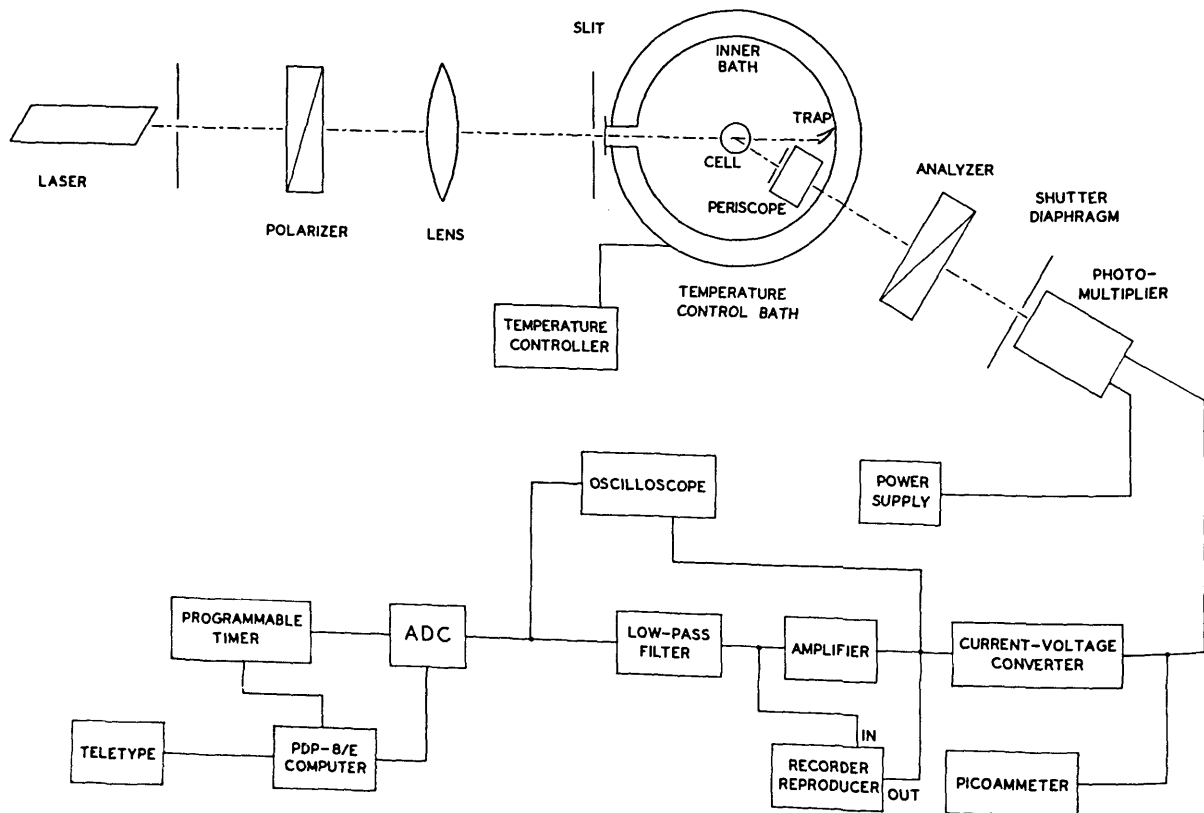 SLIT
INNER
BATH
TRAP
CELL
PERISCOPE
LASER
POLARIZER
LENS
ANALYZER
SHUTTER
DIAPHRAGM
PHOTO-
MULTIPLIER
TEMPERATURE
CONTROL BATH
TEMPERATURE
CONTROLLER
OSCILLOSCOPE
POWER
SUPPLY
PROGRAMMABLE
TIMER
ADC
LOW-PASS
FILTER
AMPLIFIER
CURRENT-VOLTAGE
CONVERTER
TELETYPE
PDP-8/E
COMPUTER
IN
RECORDER
REPRODUCER
OUT
PICOAMMETER